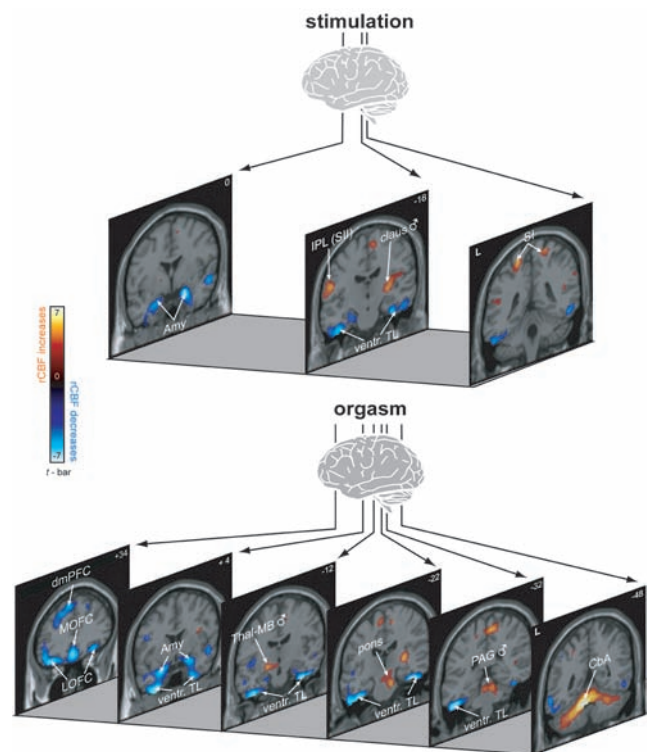 stimulation
0
Amy
-18
IPL (SII)
claus ♂
ventr. TL
L
SI
7
0
-7
rCBF increases
rCBF decreases
t - bar
orgasm
+34
dmPFC
MOFC
LOFC
+ 4
Amy
ventr. TL
-12
Thal-MB ♂
ventr. TL
-22
pons
ventr. TL
-32
PAG ♂
ventr. TL
-48
L
CbA